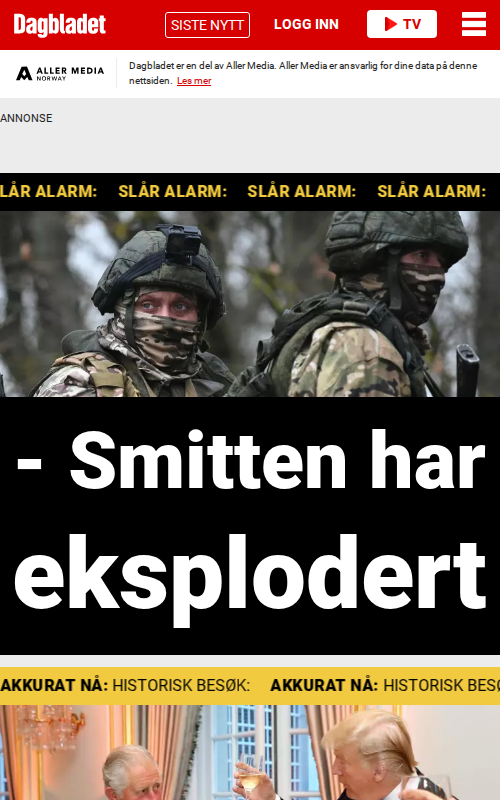 Dagbladet
SISTE NYTT
LOGG INN
TV
ALLER MEDIA
NORWAY
Dagbladet er en del av Aller Media. Aller Media er ansvarlig for dine data på denne
nettsiden. Les mer
ANNONSE
LÅR ALARM: SLÅR ALARM: SLÅR ALARM: SLÅR ALARM:
- Smitten har
eksplodert
AKKURAT NÅ: HISTORISK BESØK: AKKURAT NÅ: HISTORISK BESØ